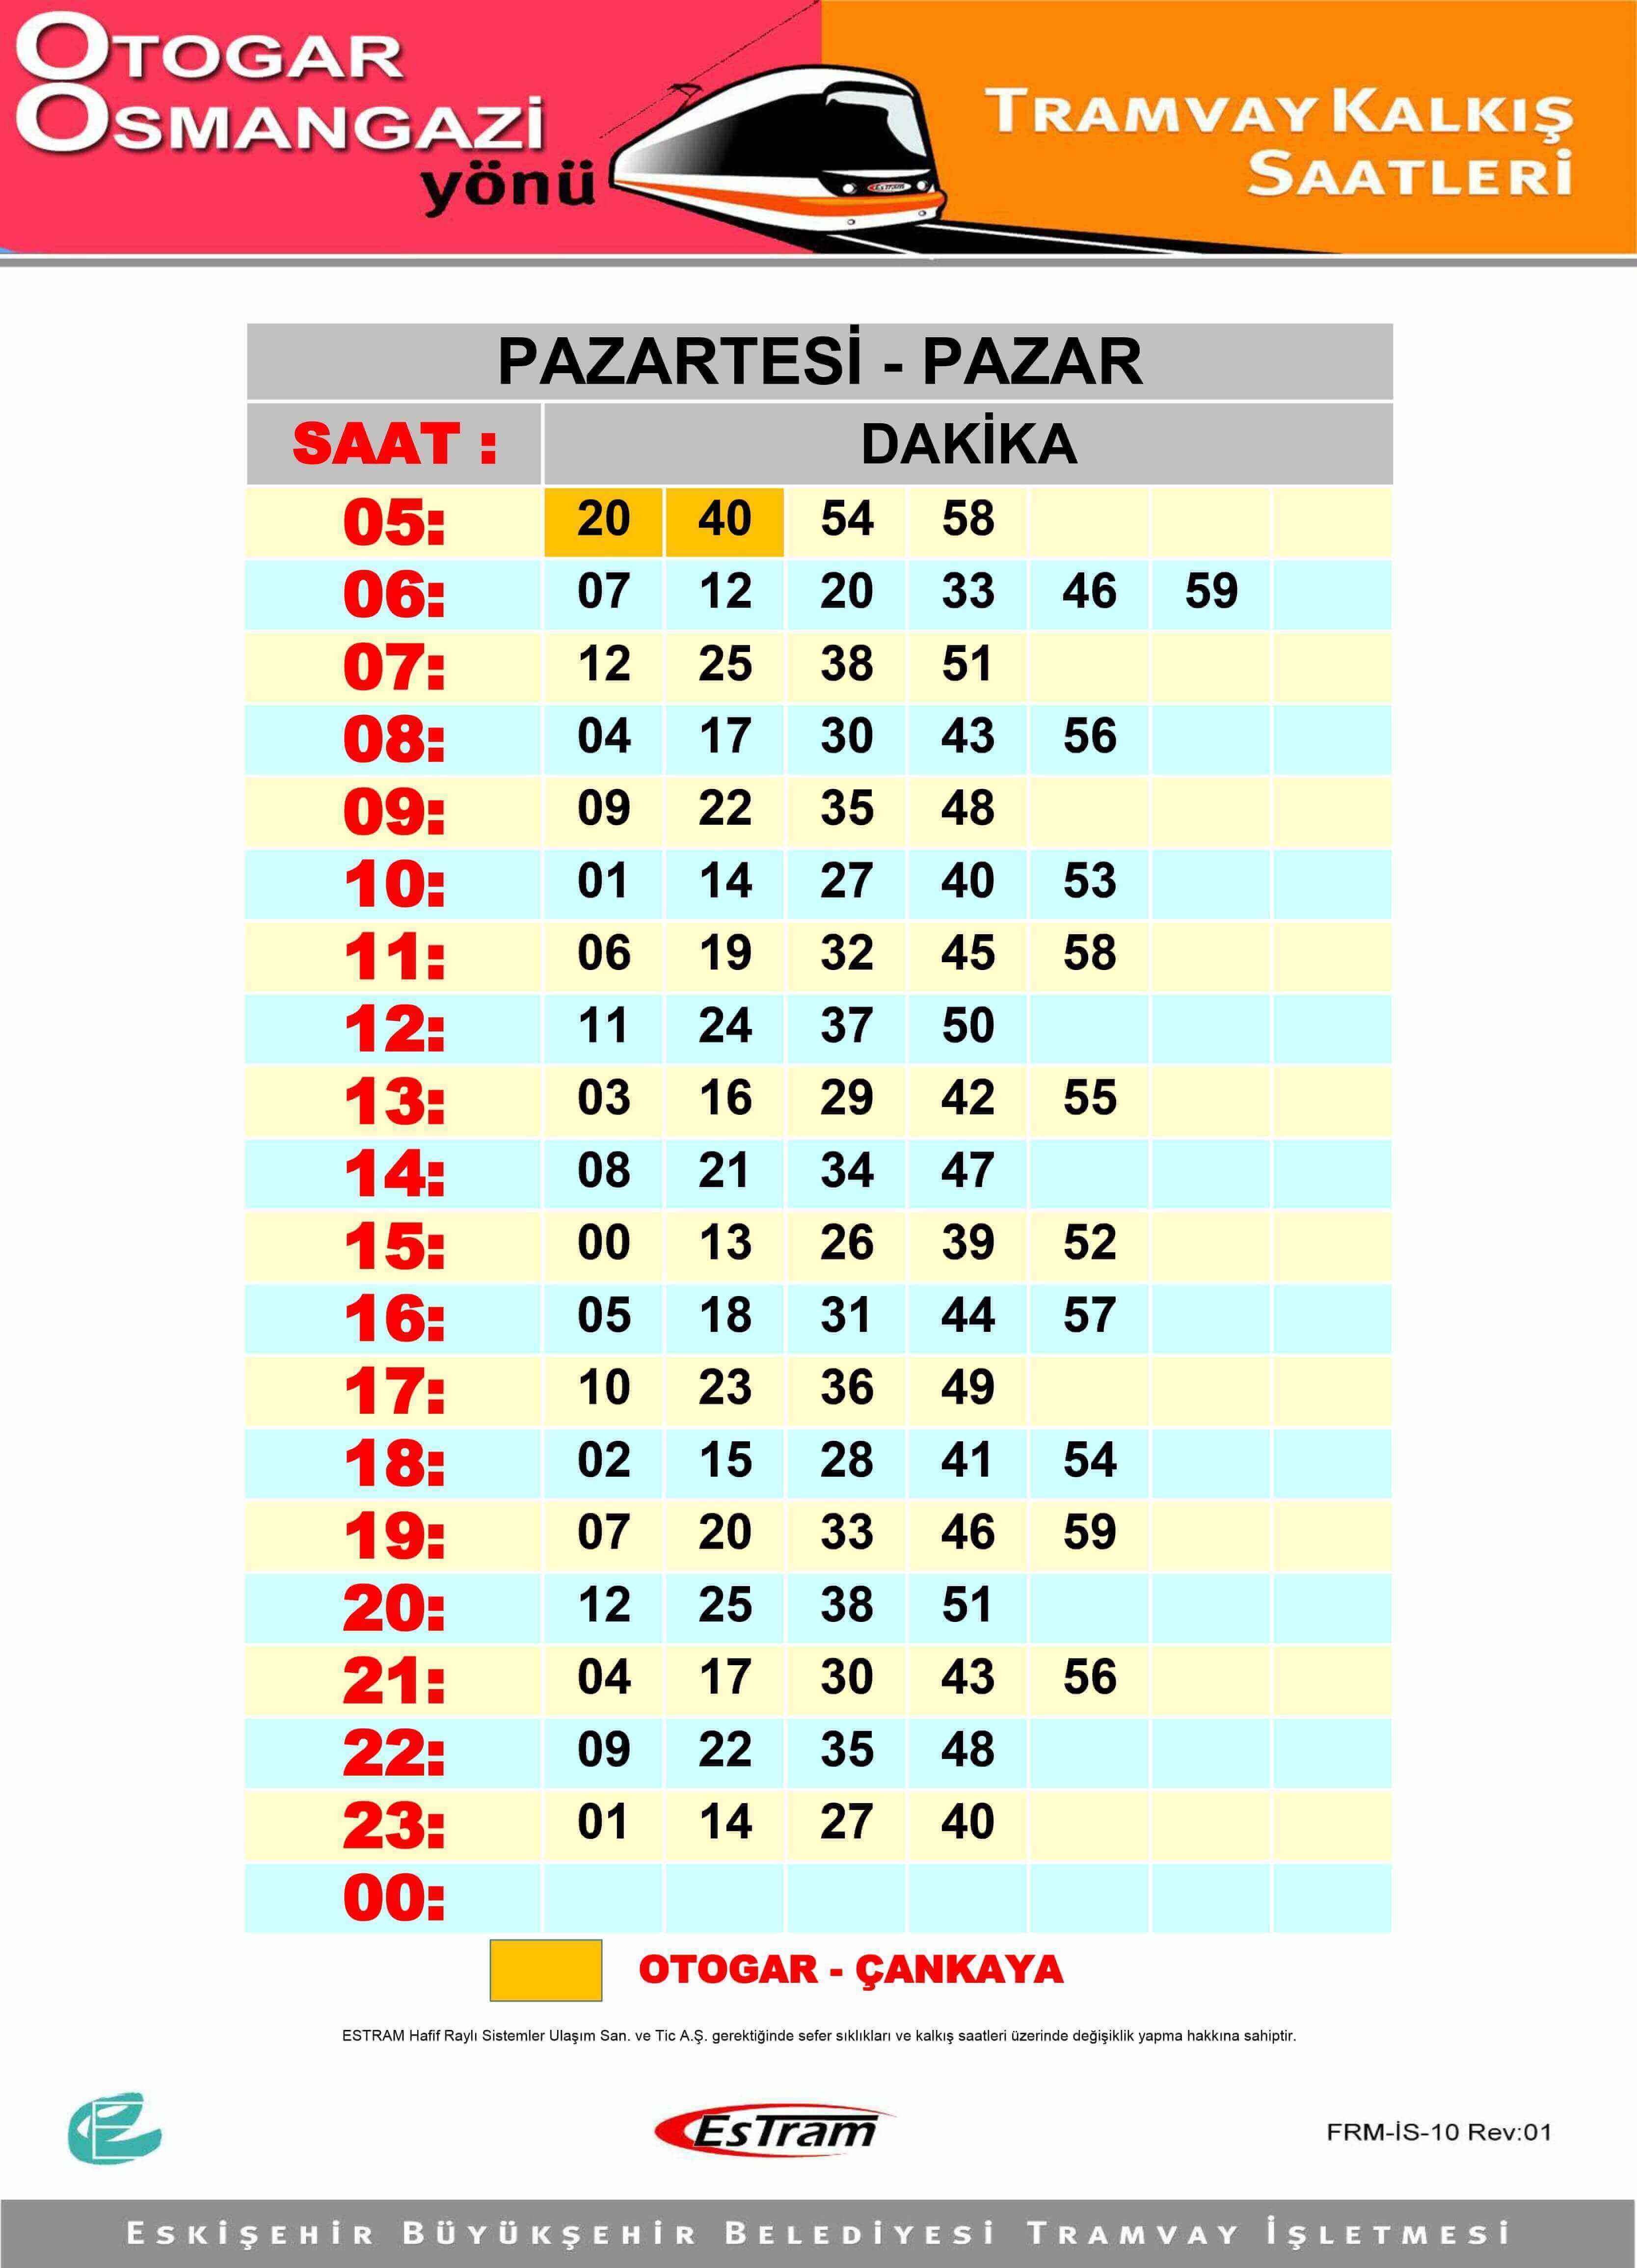 OTOGAR
OSMANGAZİ
yönü
TRAMVAY KALKIŞ
SAATLERİ
ESTRAM
PAZARTESİ - PAZAR
SAAT : DAKİKA
05: 20 40 54 58
06: 07 12 20 33 46 59
07: 12 25 38 51
08: 04 17 30 43 56
09: 09 22 35 48
10: 01 14 27 40 53
11: 06 19 32 45 58
12: 11 24 37 50
13: 03 16 29 42 55
14: 08 21 34 47
15: 00 13 26 39 52
16: 05 18 31 44 57
17: 10 23 36 49
18: 02 15 28 41 54
19: 07 20 33 46 59
20: 12 25 38 51
21: 04 17 30 43 56
22: 09 22 35 48
23: 01 14 27 40
00:
OTOGAR - ÇANKAYA
ESTRAM Hafif Raylı Sistemler Ulaşım San. ve Tic A.Ş. gerektiğinde sefer sıklıkları ve kalkış saatleri üzerinde değişiklik yapma hakkına sahiptir.
EsTram
FRM-İS-10 Rev:01
ESKİŞEHİR BÜYÜKŞEHİR BELEDİYESİ TRAMVAY İŞLETMESİ